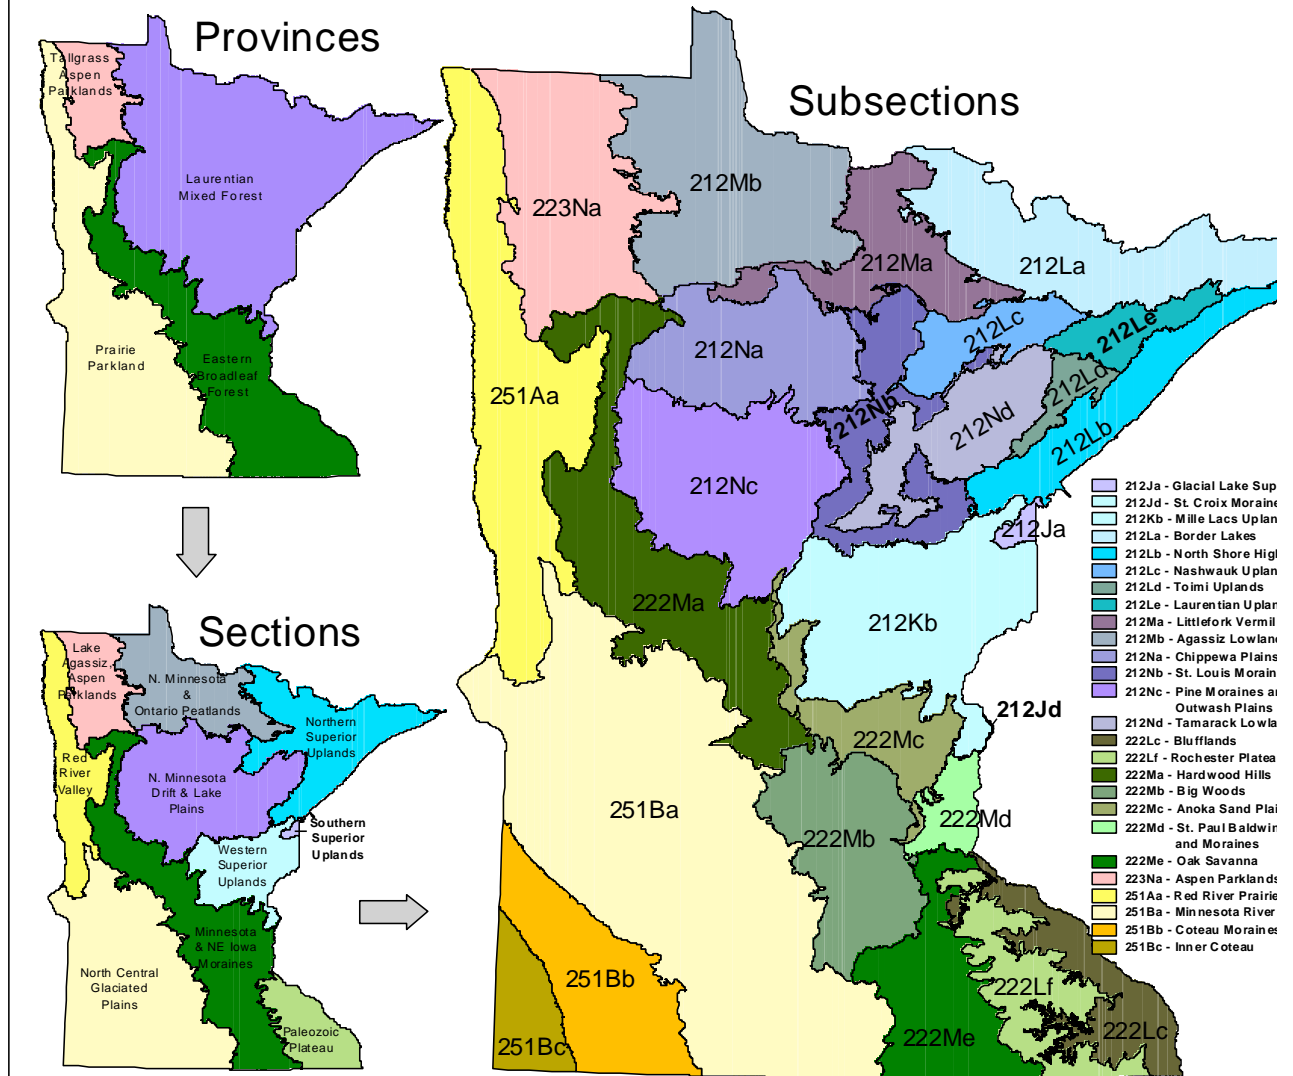 Provinces
Tallgrass
Aspen
Parklands
Laurentian
Mixed Forest
Prairie
Parkland
Eastern
Broadleaf
Forest
Sections
Lake
Agassiz,
Aspen
Parklands
N. Minnesota
&
Ontario Peatlands
Northern
Superior
Uplands
Red
River
Valley
N. Minnesota
Drift & Lake
Plains
Southern
Superior
Uplands
Western
Superior
Uplands
Minnesota
& NE Iowa
Moraines
North Central
Glaciated
Plains
Paleozoic
Plateau
Subsections
212Mb
223Na
212Ma
212La
212Lc
212Le
212Na
212Ld
251Aa
212Nb
212Nd
212Lb
212Nc
212Ja
222Ma
212Kb
212Jd
222Mc
251Ba
222Mb
222Md
251Bb
222Lf
251Bc
222Me
222Lc
212Ja - Glacial Lake Sup
212Jd - St. Croix Moraine
212Kb - Mille Lacs Uplan
212La - Border Lakes
212Lb - North Shore High
212Lc - Nashwauk Uplan
212Ld - Toimi Uplands
212Le - Laurentian Uplan
212Ma - Littlefork Vermil
212Mb - Agassiz Lowland
212Na - Chippewa Plains
212Nb - St. Louis Morain
212Nc - Pine Moraines an
Outwash Plains
212Nd - Tamarack Lowla
222Lc - Blufflands
222Lf - Rochester Platea
222Ma - Hardwood Hills
222Mb - Big Woods
222Mc - Anoka Sand Plai
222Md - St. Paul Baldwin
and Moraines
222Me - Oak Savanna
223Na - Aspen Parklands
251Aa - Red River Prairie
251Ba - Minnesota River
251Bb - Coteau Moraines
251Bc - Inner Coteau